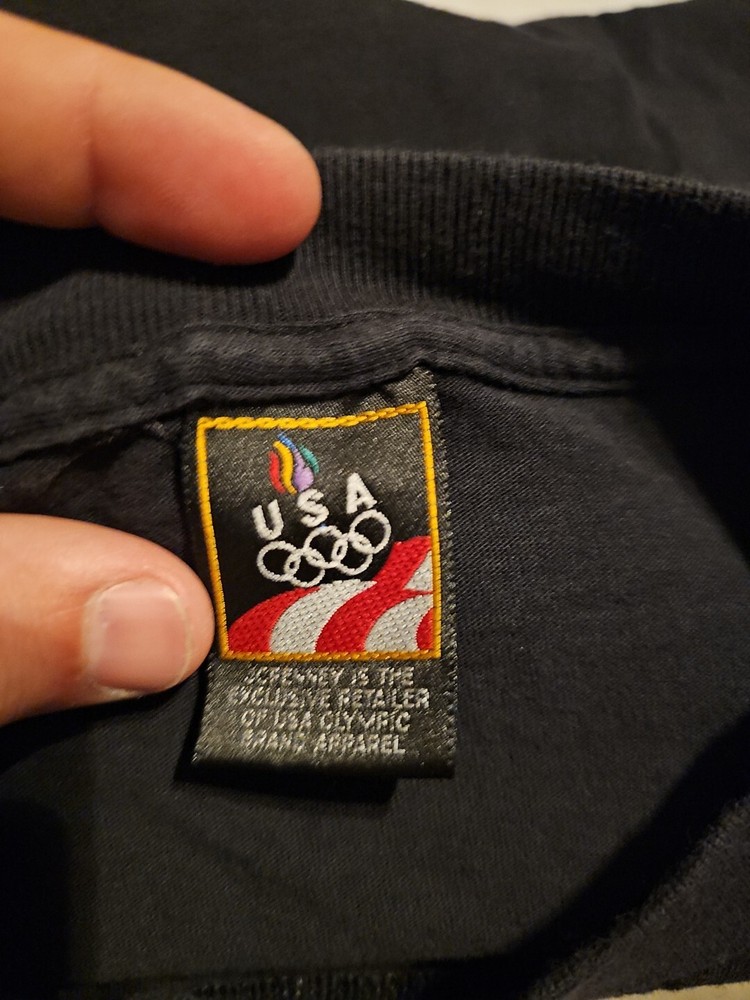 USA
JCPENNEY IS THE
EXCLUSIVE RETAILER
OF USA OLYMPIC
BRAND APPAREL